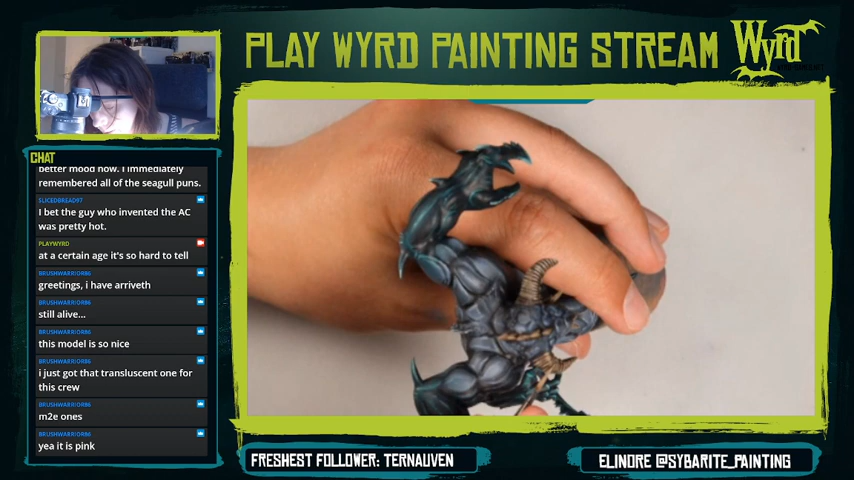 PLAY WYRD PAINTING STREAM
Wyrd
CHAT
better mood now. I immediately
remembered all of the seagull puns.
SLICEDBREAD97
I bet the guy who invented the AC
was pretty hot.
PLAYWYRD
at a certain age it's so hard to tell
BRUSHWARRIOR86
greetings, i have arriveth
BRUSHWARRIOR86
still alive...
BRUSHWARRIOR86
this model is so nice
BRUSHWARRIOR86
i just got that transluscent one for
this crew
BRUSHWARRIOR86
m2e ones
BRUSHWARRIOR86
yea it is pink
FRESHEST FOLLOWER: TERNAUVEN
ELINORE @SYBARITE_PAINTING